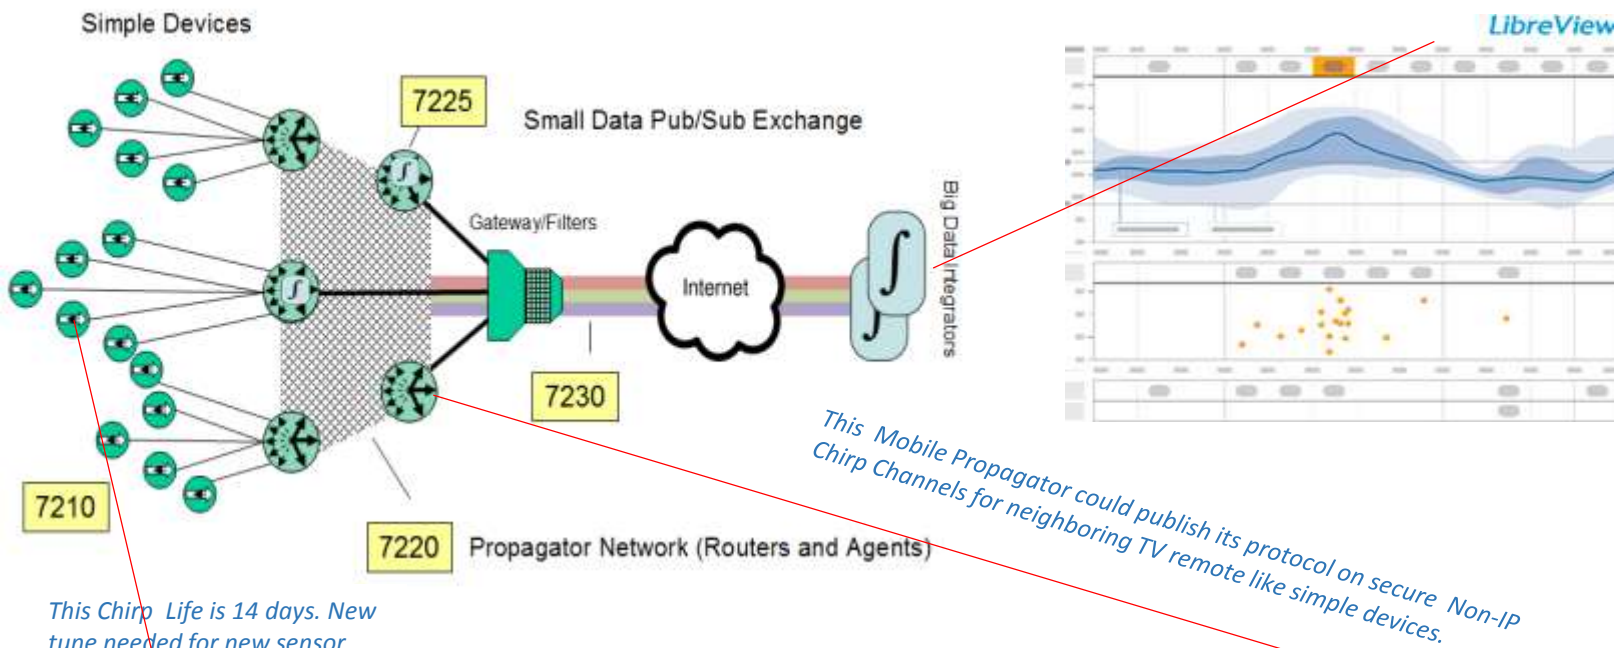 Simple Devices
LibreView
7225
Small Data Pub/Sub Exchange
Gateway/Filters
Internet
Big Data Integrators
7230
7210
7220
Propagator Network (Routers and Agents)
This Mobile Propagator could publish its protocol on secure Non-IP
Chirp Channels for neighboring TV remote like simple devices.
This Chirp Life is 14 days. New
tune needed for new sensor